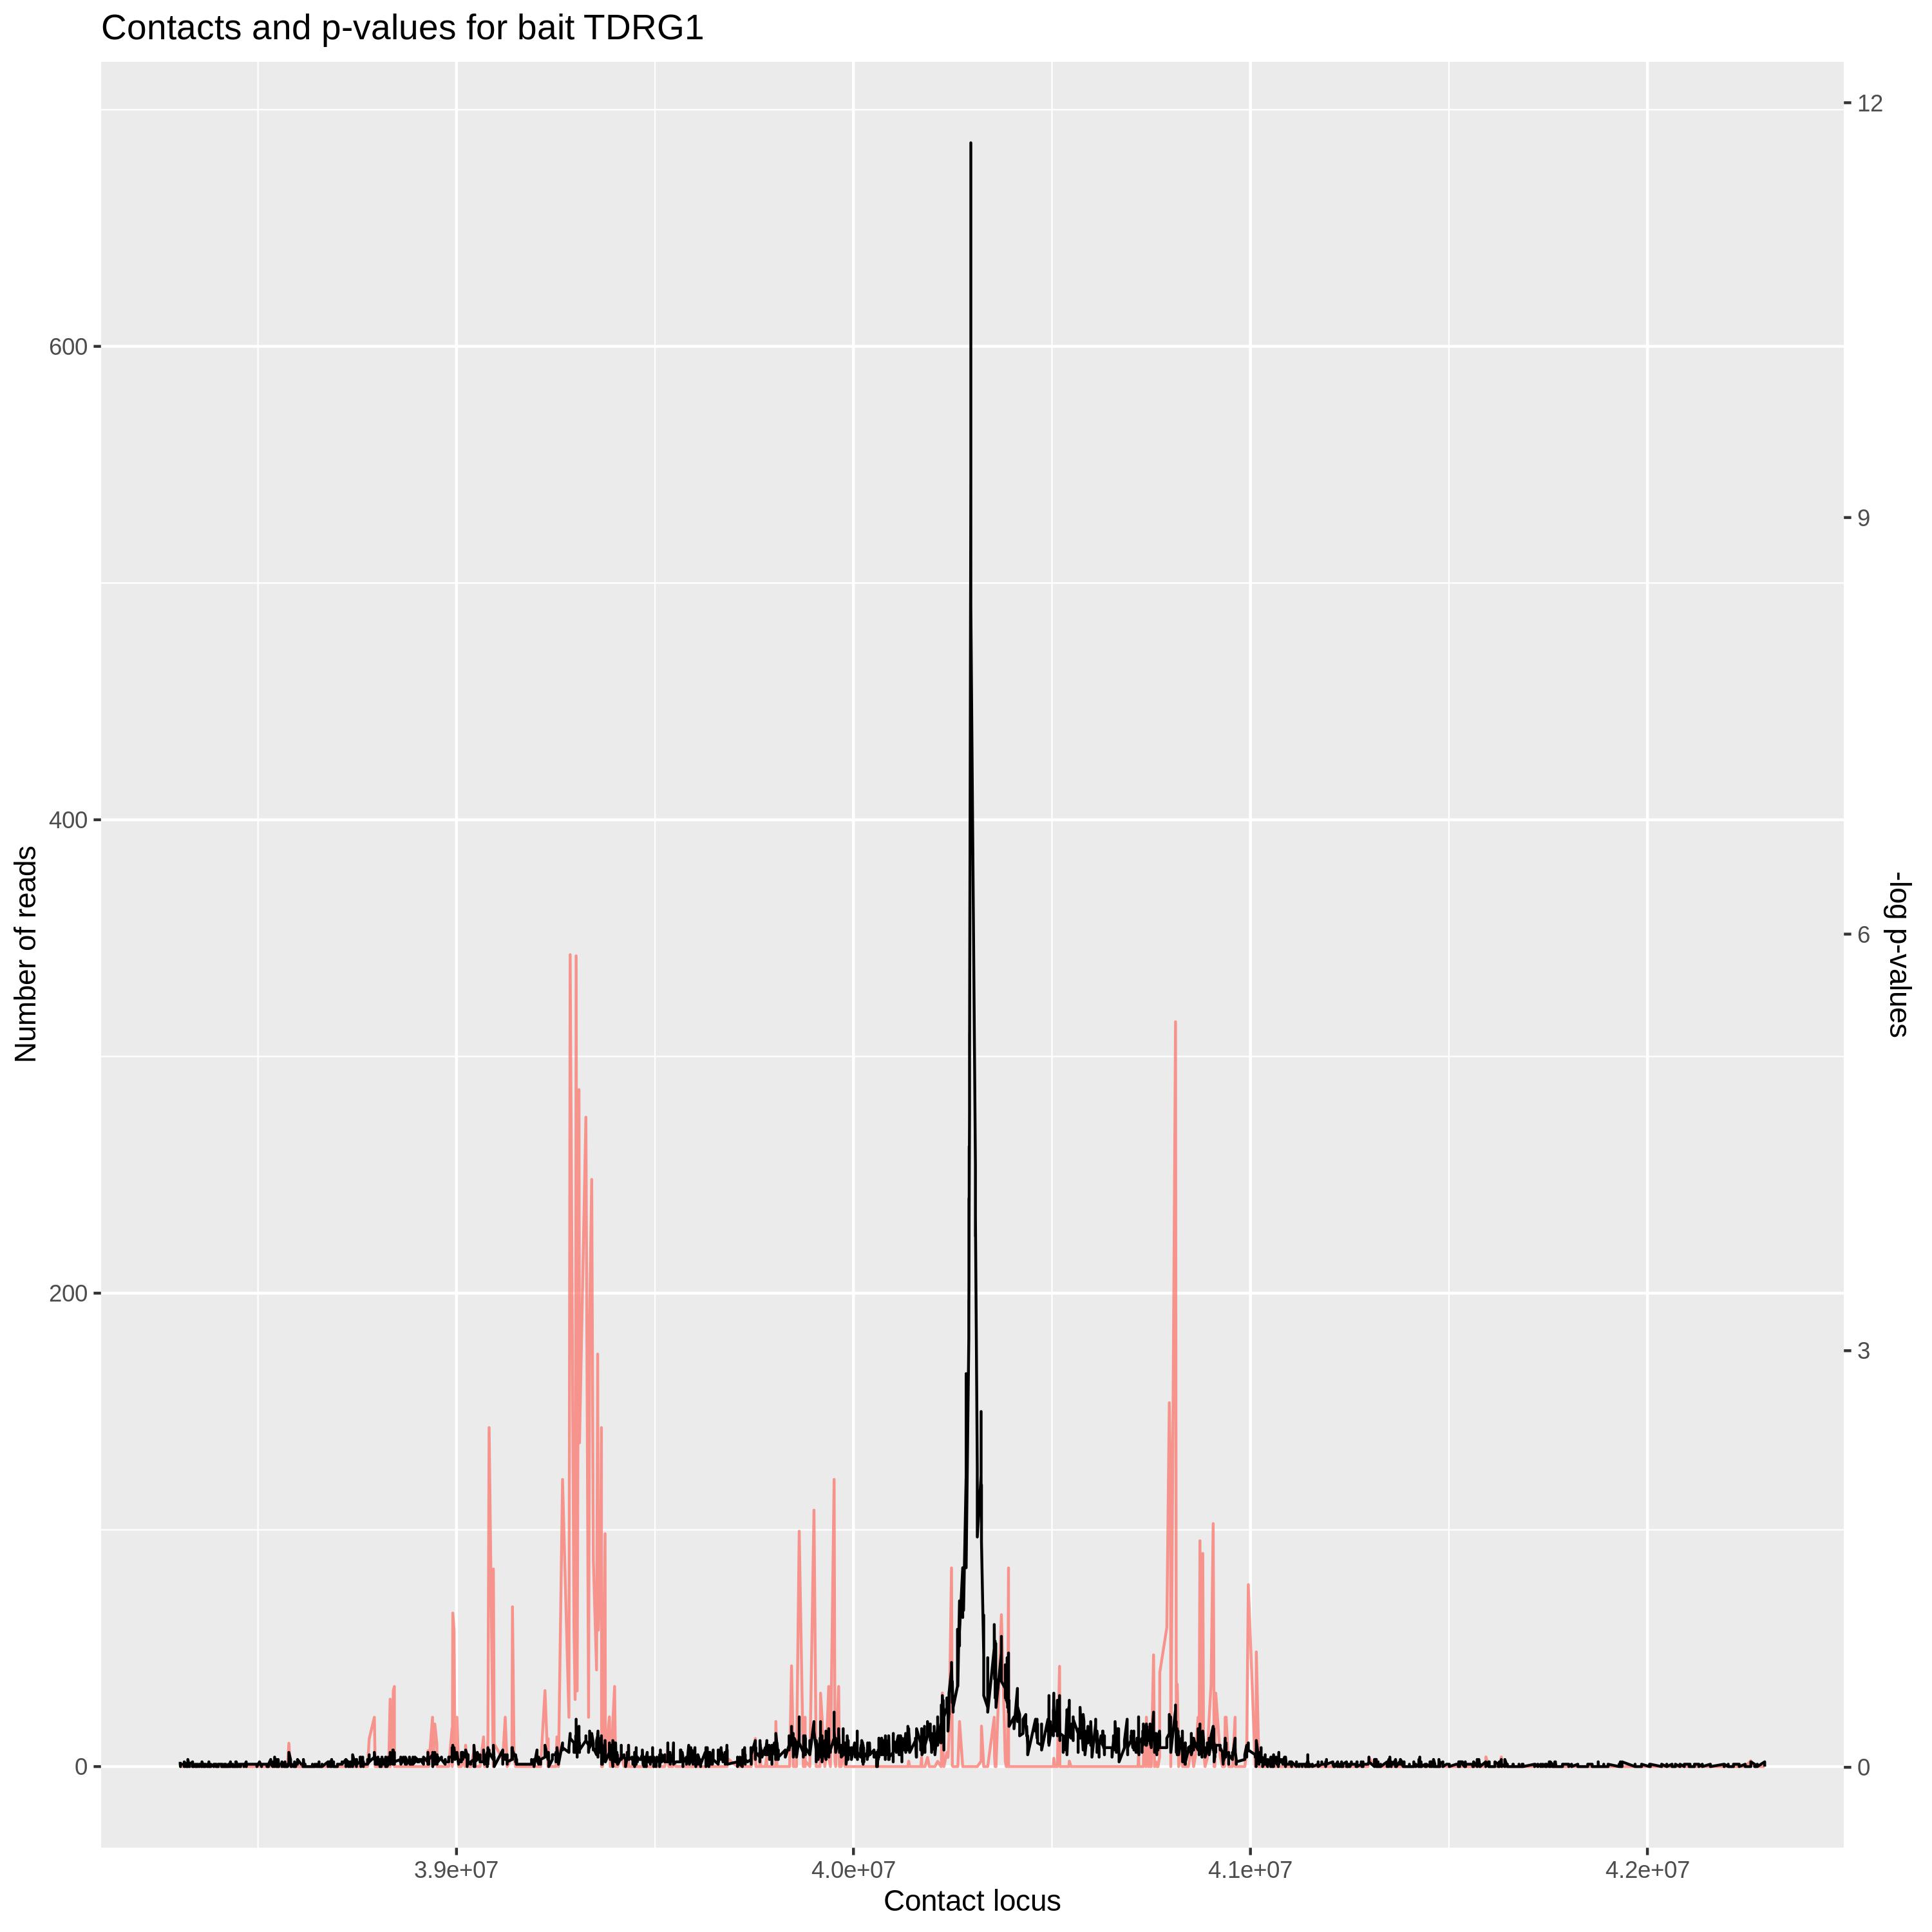 Contacts and p-values for bait TDRG1
12
600
9
400
Number of reads
-log p-values
6
200
3
0
0
3.9e+07
4.0e+07
4.1e+07
4.2e+07
Contact locus